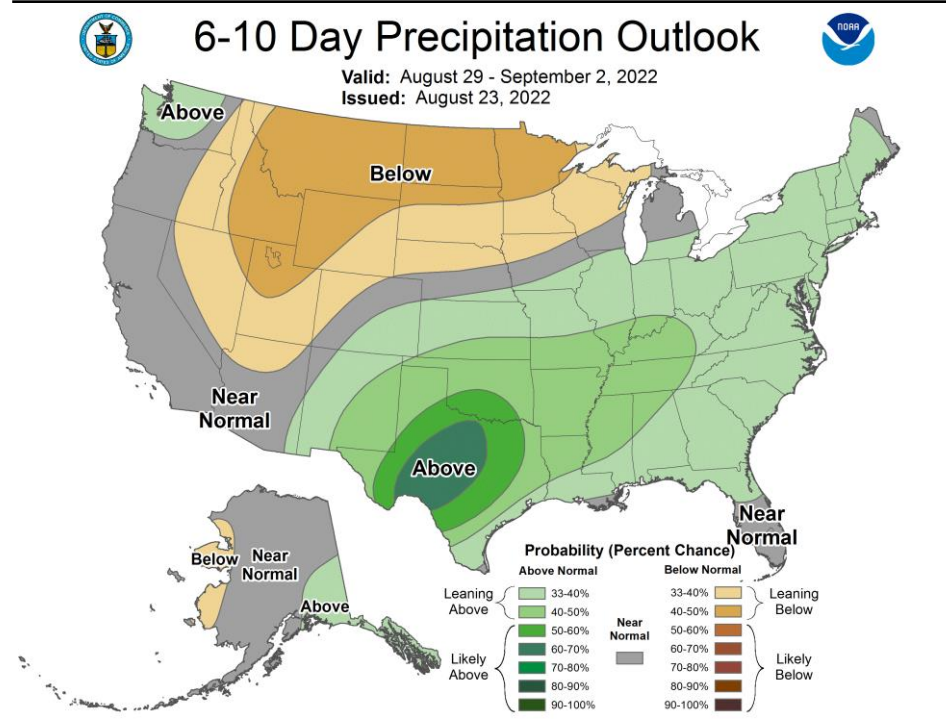 6-10 Day Precipitation Outlook
NOAA
Valid: August 29 - September 2, 2022
Issued: August 23, 2022
Above
Below
Near
Normal
Above
Near
Normal
Below
Near
Normal
Above
Probability (Percent Chance)
Above Normal
Below Normal
Leaning
Above
33-40%
40-50%
Likely
Above
50-60%
60-70%
70-80%
80-90%
90-100%
Near
Normal
33-40%
40-50%
Leaning
Below
50-60%
60-70%
70-80%
80-90%
90-100%
Likely
Below